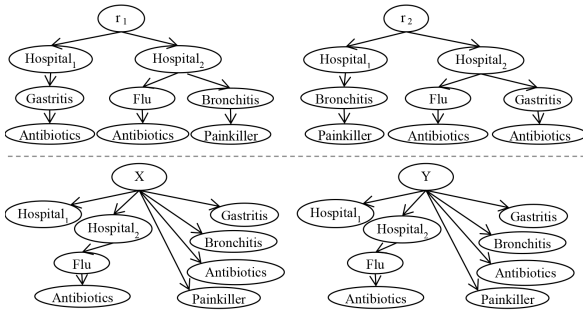 r1 r2
Hospital1 Hospital2 Hospital1 Hospital2
Gastritis Flu Bronchitis Bronchitis Flu Gastritis
Antibiotics Antibiotics Painkiller Painkiller Antibiotics Antibiotics
X Y
Hospital1 Gastritis Hospital1 Gastritis
Hospital2 Bronchitis Hospital2 Bronchitis
Flu Antibiotics Flu Antibiotics
Antibiotics Painkiller Antibiotics Painkiller